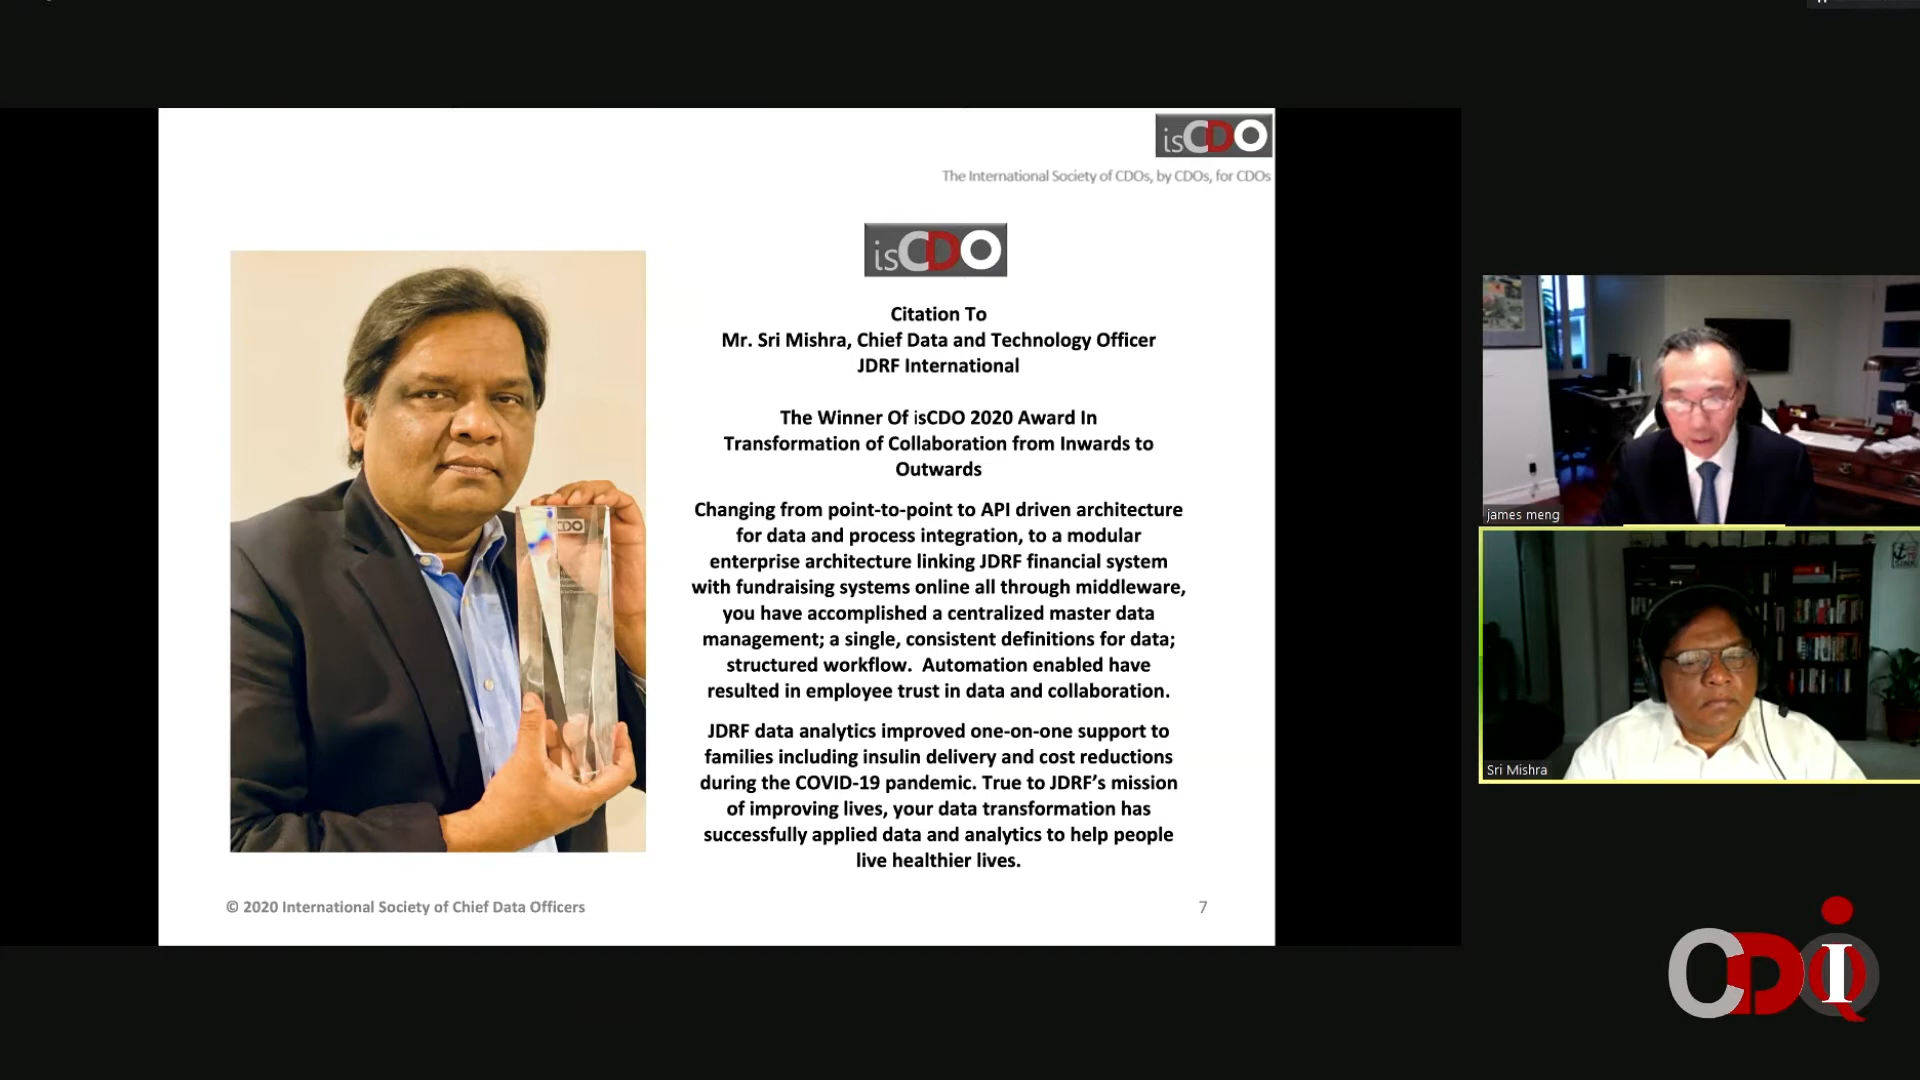 isCDO
The International Society of CDOs, by CDOs, for CDOs
isCDO
Citation To
Mr. Sri Mishra, Chief Data and Technology Officer
JDRF International
The Winner Of isCDO 2020 Award In
Transformation of Collaboration from Inwards to
Outwards
Changing from point-to-point to API driven architecture
for data and process integration, to a modular
enterprise architecture linking JDRF financial system
with fundraising systems online all through middleware,
you have accomplished a centralized master data
management; a single, consistent definitions for data;
structured workflow.  Automation enabled have
resulted in employee trust in data and collaboration.
JDRF data analytics improved one-on-one support to
families including insulin delivery and cost reductions
during the COVID-19 pandemic. True to JDRF’s mission
of improving lives, your data transformation has
successfully applied data and analytics to help people
live healthier lives.
© 2020 International Society of Chief Data Officers
7
james meng
Sri Mishra
CDOIQ